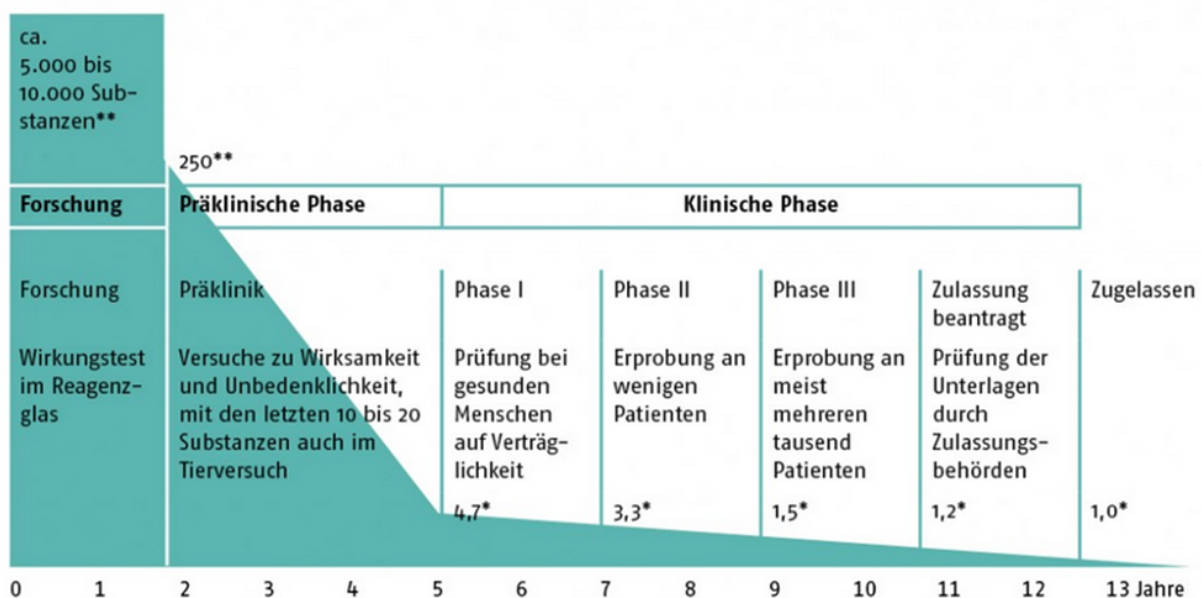 ca.
5.000 bis
10.000 Sub-
stanzen**
250**
Forschung
Präklinische Phase
Klinische Phase
Forschung
Wirkungstest
im Reagenz-
glas
Präklinik
Versuche zu Wirksamkeit
und Unbedenklichkeit,
mit den letzten 10 bis 20
Substanzen auch im
Tierversuch
Phase I
Prüfung bei
gesunden
Menschen
auf Verträg-
lichkeit
4,7*
Phase II
Erprobung an
wenigen
Patienten
3,3*
Phase III
Erprobung an
meist
mehreren
tausend
Patienten
1,5*
Zulassung
beantragt
Prüfung der
Unterlagen
durch
Zulassungs-
behörden
1,2*
Zugelassen
1,0*
0 1 2 3 4 5 6 7 8 9 10 11 12 13 Jahre